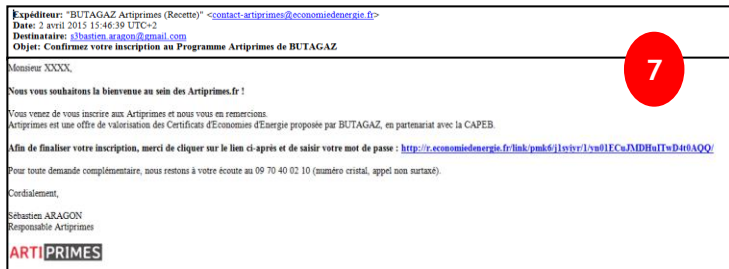 Expéditeur: "BUTAGAZ Artiprimes (Recette)" <contact-artiprimes@economiedenergie.fr>
Date: 2 avril 2015 15:46:39 UTC+2
Destinataire: s3bastien.aragon@gmail.com
Objet: Confirmez votre inscription au Programme Artiprimes de BUTAGAZ
7
Monsieur XXXX,
Nous vous souhaitons la bienvenue au sein des Artiprimes.fr !
Vous venez de vous inscrire aux Artiprimes et nous vous en remercions.
Artiprimes est une offre de valorisation des Certificats d'Economies d'Energie proposée par BUTAGAZ, en partenariat avec la CAPEB.
Afin de finaliser votre inscription, merci de cliquer sur le lien ci-après et de saisir votre mot de passe : http://r.economiedenergie.fr/link/pmk6/j1svivr/1/yn01ECuJMDHuITwD4t0AQQ/
Pour toute demande complémentaire, nous restons à votre écoute au 09 70 40 02 10 (numéro cristal, appel non surtaxé).
Cordialement,
Sébastien ARAGON
Responsable Artiprimes
ARTIPRIMES